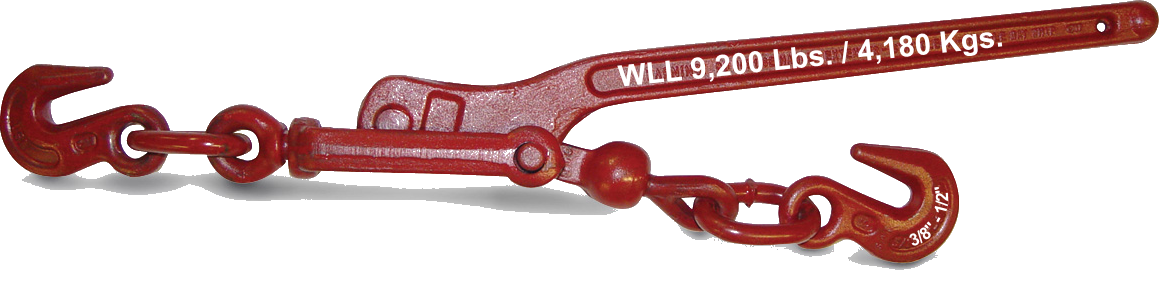 WLL 9,200 Lbs. / 4,180 Kgs.
3/8" - 1/2"